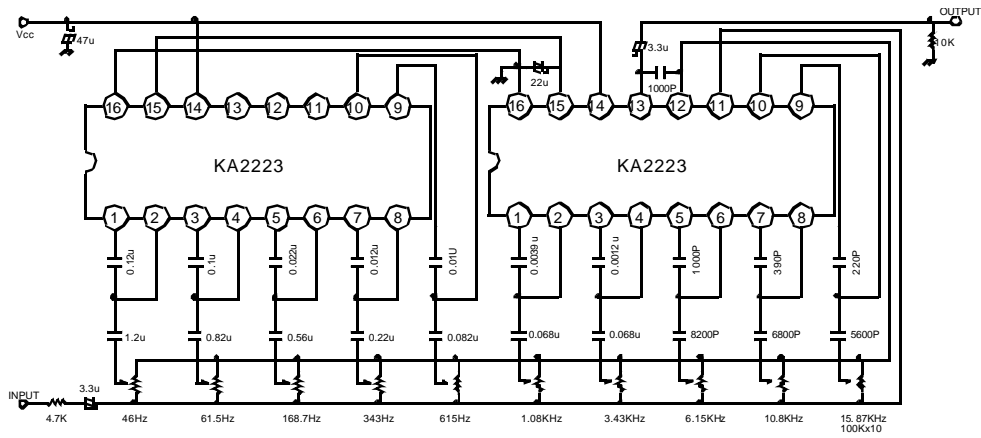 OUTPUT
Vcc
47u
3.3u
10K
22u
1000P
16 15 14 13 12 11 10 9
16 15 14 13 12 11 10 9
KA2223
KA2223
1 2 3 4 5 6 7 8
1 2 3 4 5 6 7 8
0.12u
0.1u
0.022u
0.012u
0.01U
0.0039 u
0.0012 u
1000P
390P
220P
1.2u
0.82u
0.56u
0.22u
0.082u
0.068u
0.068u
8200P
6800P
5600P
INPUT
3.3u
4.7K
46Hz
61.5Hz
168.7Hz
343Hz
615Hz
1.08KHz
3.43KHz
6.15KHz
10.8KHz
15.87KHz
100Kx10